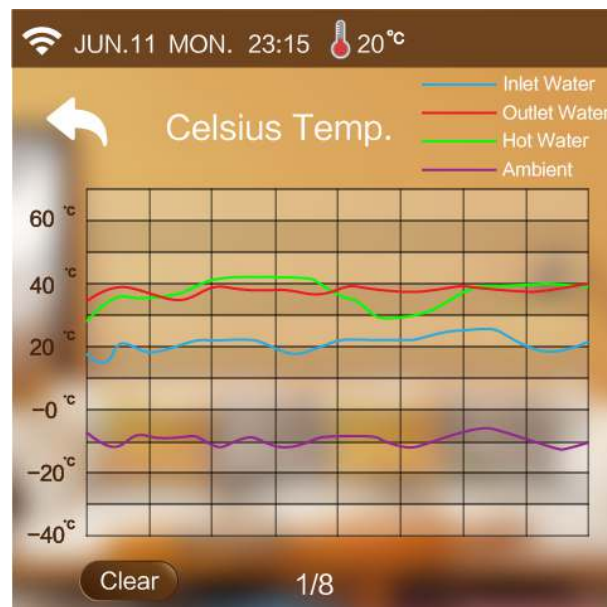 JUN.11 MON. 23:15 20°C
Inlet Water
Outlet Water
Hot Water
Ambient
Celsius Temp.
60 °C
40 °C
20 °C
−0 °C
−20°C
−40°C
Clear
1/8